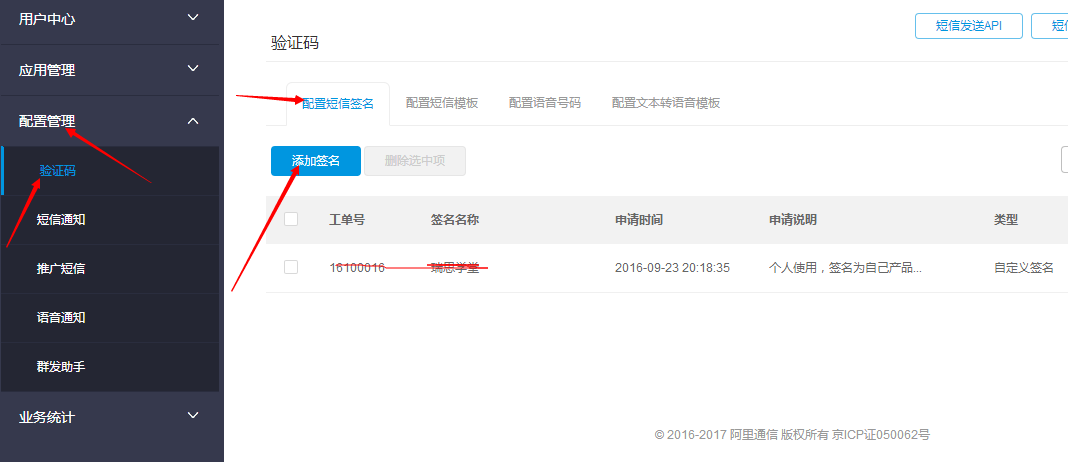 用户中心
应用管理
配置管理
验证码
短信通知
推广短信
语音通知
群发助手
业务统计
验证码
短信发送API
配置短信签名 配置短信模板 配置语音号码 配置文本转语音模板
添加签名 删除选中项
工单号 签名名称 申请时间 申请说明 类型
16100016 瑞思学堂 2016-09-23 20:18:35 个人使用，签名为自己产品... 自定义签名
© 2016-2017 阿里通信 版权所有 京ICP证050062号